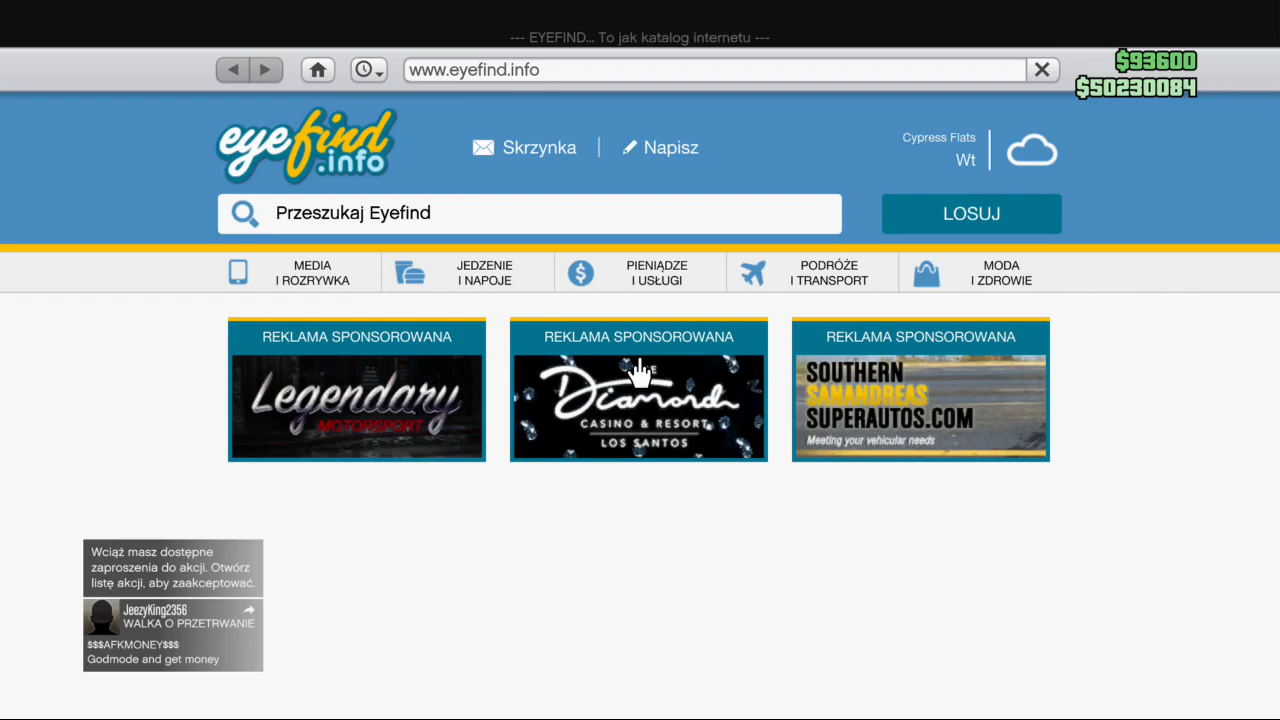 --- EYEFIND... To jak katalog internetu ---
www.eyefind.info
$93600
$50230084
eyefind
.info
Skrzynka
Napisz
Cypress Flats
Wt
Przeszukaj Eyefind
LOSUJ
MEDIA
I ROZRYWKA
JEDZENIE
I NAPOJE
PIENIĄDZE
I USŁUGI
PODRÓŻE
I TRANSPORT
MODA
I ZDROWIE
REKLAMA SPONSOROWANA
Legendary
MOTORSPORT
REKLAMA SPONSOROWANA
Diamond
CASINO & RESORT
LOS SANTOS
REKLAMA SPONSOROWANA
SOUTHERN
SANANDREAS
SUPERAUTOS.COM
Meeting your vehicular needs
Wciąż masz dostępne
zaproszenia do akcji. Otwórz
listę akcji, aby zaakceptować.
JeezyKing2356
WALKA O PRZETRWANIE
$$$AFKMONEY$$$
Godmode and get money